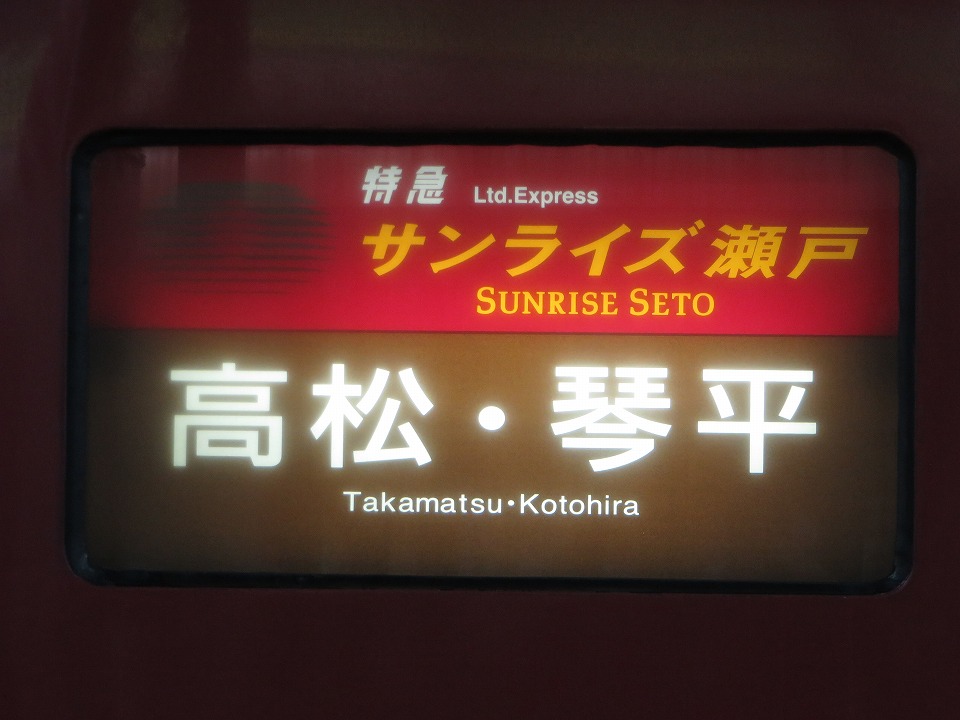 特急 Ltd.Express
サンライズ瀬戸
SUNRISE SETO
高松・琴平
Takamatsu・Kotohira